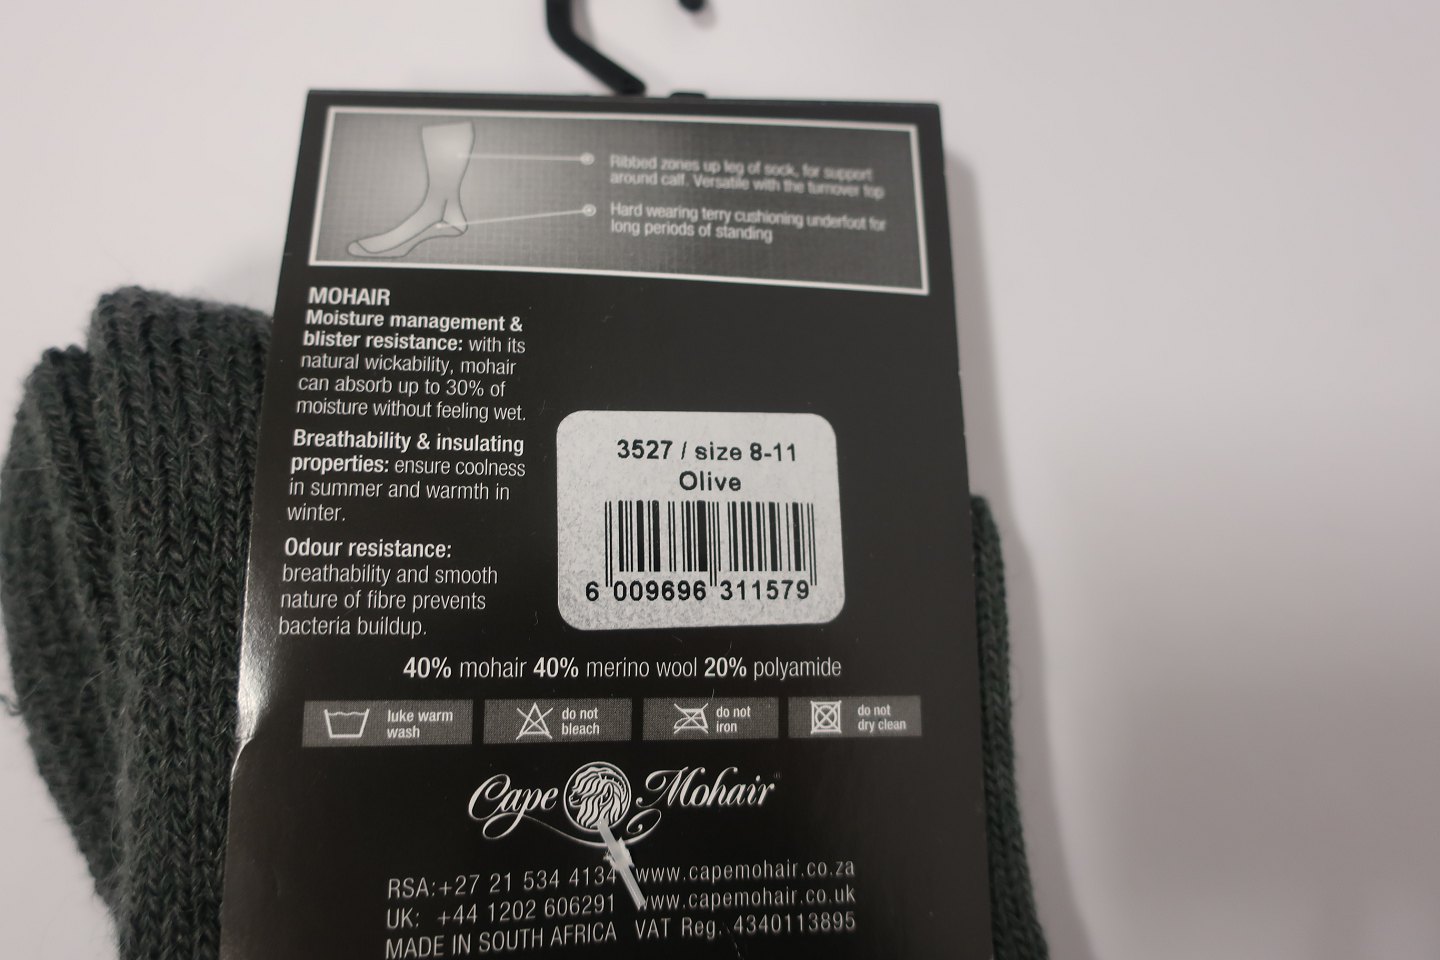 Ribbed zones up leg of sock, for support
around calf. Versatile with the turnover top
Hard wearing terry cushioning underfoot for
long periods of standing
MOHAIR
Moisture management &
blister resistance: with its
natural wickability, mohair
can absorb up to 30% of
moisture without feeling wet.
Breathability & insulating
properties: ensure coolness
in summer and warmth in
winter.
Odour resistance:
breathability and smooth
nature of fibre prevents
bacteria buildup.
3527 / size 8-11
Olive
6 009696 311579
40% mohair 40% merino wool 20% polyamide
luke warm
wash
do not
bleach
do not
iron
do not
dry clean
Cape Mohair
RSA:+27 21 534 4134 www.capemohair.co.za
UK: +44 1202 606291 www.capemohair.co.uk
MADE IN SOUTH AFRICA VAT Reg. 4340113895